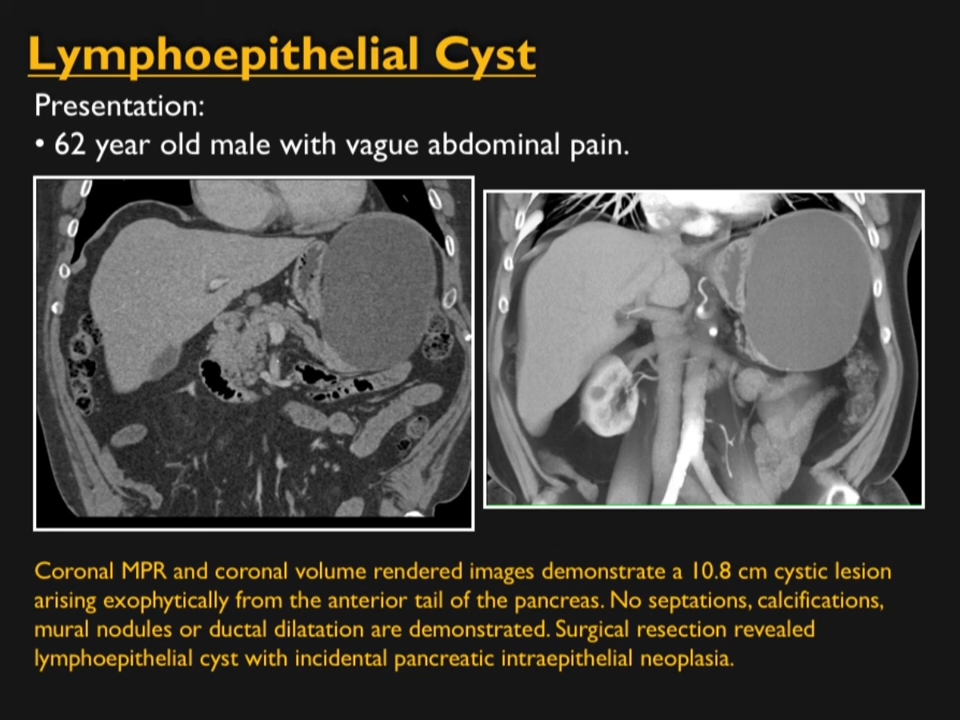 Lymphoepithelial Cyst
Presentation:
• 62 year old male with vague abdominal pain.
Coronal MPR and coronal volume rendered images demonstrate a 10.8 cm cystic lesion
arising exophytically from the anterior tail of the pancreas. No septations, calcifications,
mural nodules or ductal dilatation are demonstrated. Surgical resection revealed
lymphoepithelial cyst with incidental pancreatic intraepithelial neoplasia.